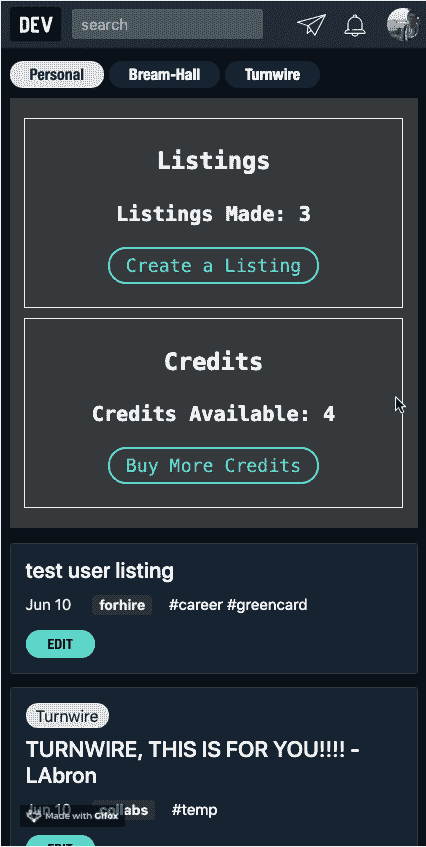 DEV search
Personal Bream-Hall Turnwire
Listings
Listings Made: 3
Create a Listing
Credits
Credits Available: 4
Buy More Credits
test user listing
Jun 10 forhire #career #greencard
EDIT
Turnwire
TURNWIRE, THIS IS FOR YOU!!!! -
LAbron
Jun 10 collabs #temp
Made with Gifox
EDIT